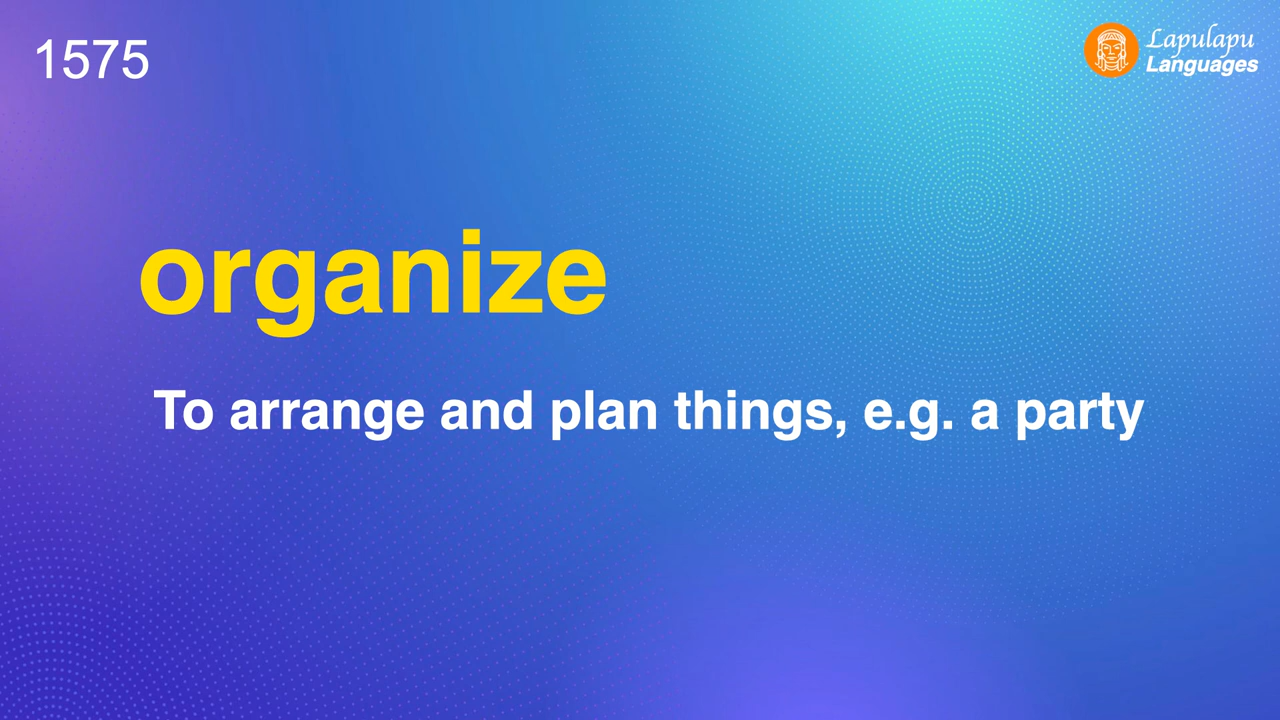 1575
Lapulapu
Languages
organize
To arrange and plan things, e.g. a party